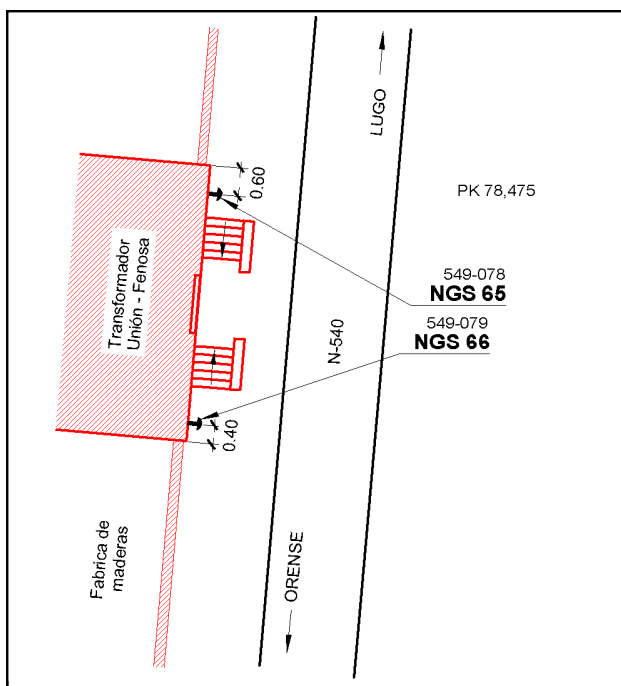 LUGO
0.60
PK 78,475
549-078
NGS 65
549-079
NGS 66
Transformador
Unión - Fenosa
N-540
0.40
Fabrica de
maderas
ORENSE